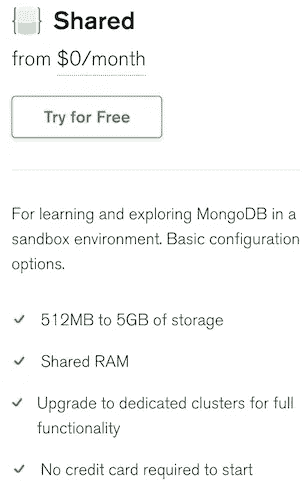 Shared
from $0/month
Try for Free
For learning and exploring MongoDB in a
sandbox environment. Basic configuration
options.
512MB to 5GB of storage
Shared RAM
Upgrade to dedicated clusters for full
functionality
No credit card required to start